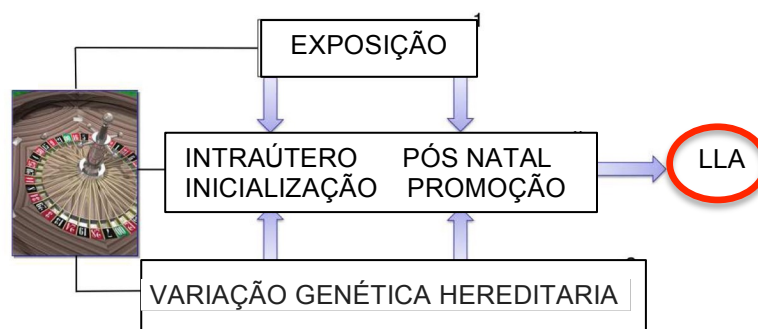 EXPOSIÇÃO
INTRAÚTERO PÓS NATAL
INICIALIZAÇÃO PROMOÇÃO
LLA
VARIAÇÃO GENÉTICA HEREDITARIA